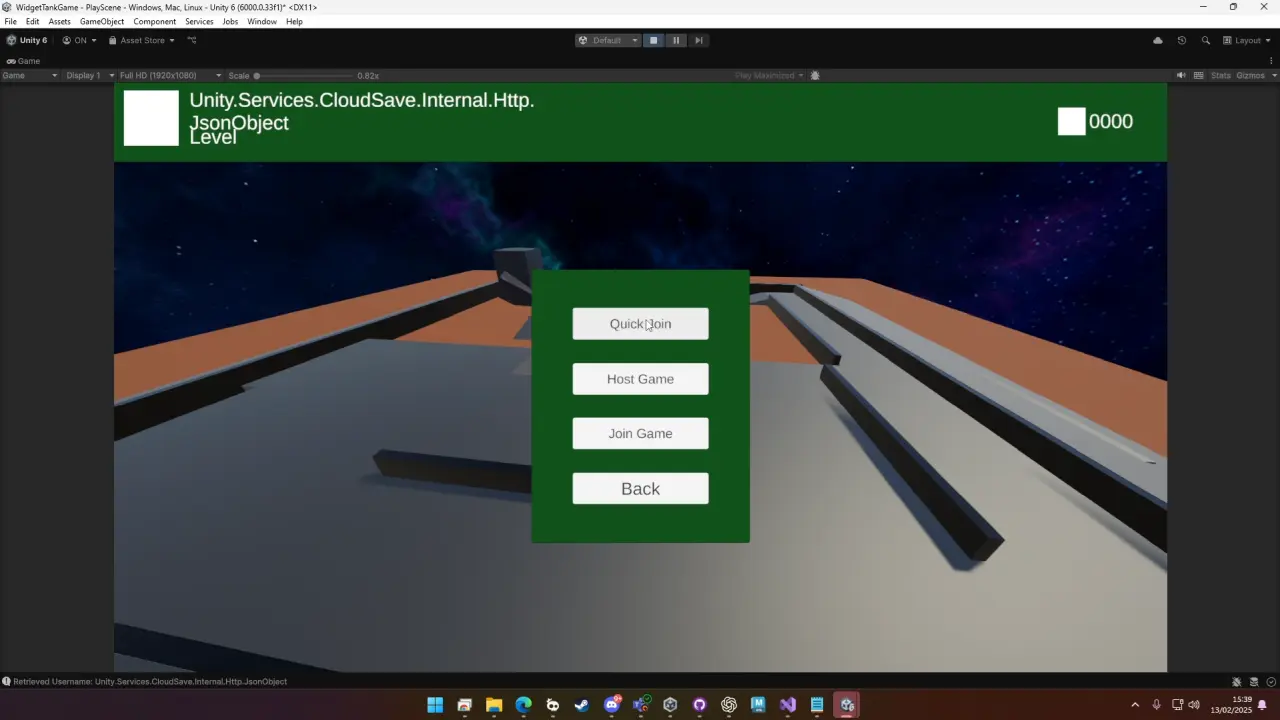 WidgetTankGame - PlayScene - Windows, Mac, Linux - Unity 6 (6000.0.33f1)* <DX11>
File Edit Assets GameObject Component Services Jobs Window Help
Unity 6 ON Asset Store Default Layout
Game
Game Display 1 Full HD (1920x1080) Scale 0.82x Play Maximized Stats Gizmos
Unity.Services.CloudSave.Internal.Http.
JsonObject
Level
0000
Quick Join
Host Game
Join Game
Back
Retrieved Username: Unity.Services.CloudSave.Internal.Http.JsonObject
15:39
13/02/2025